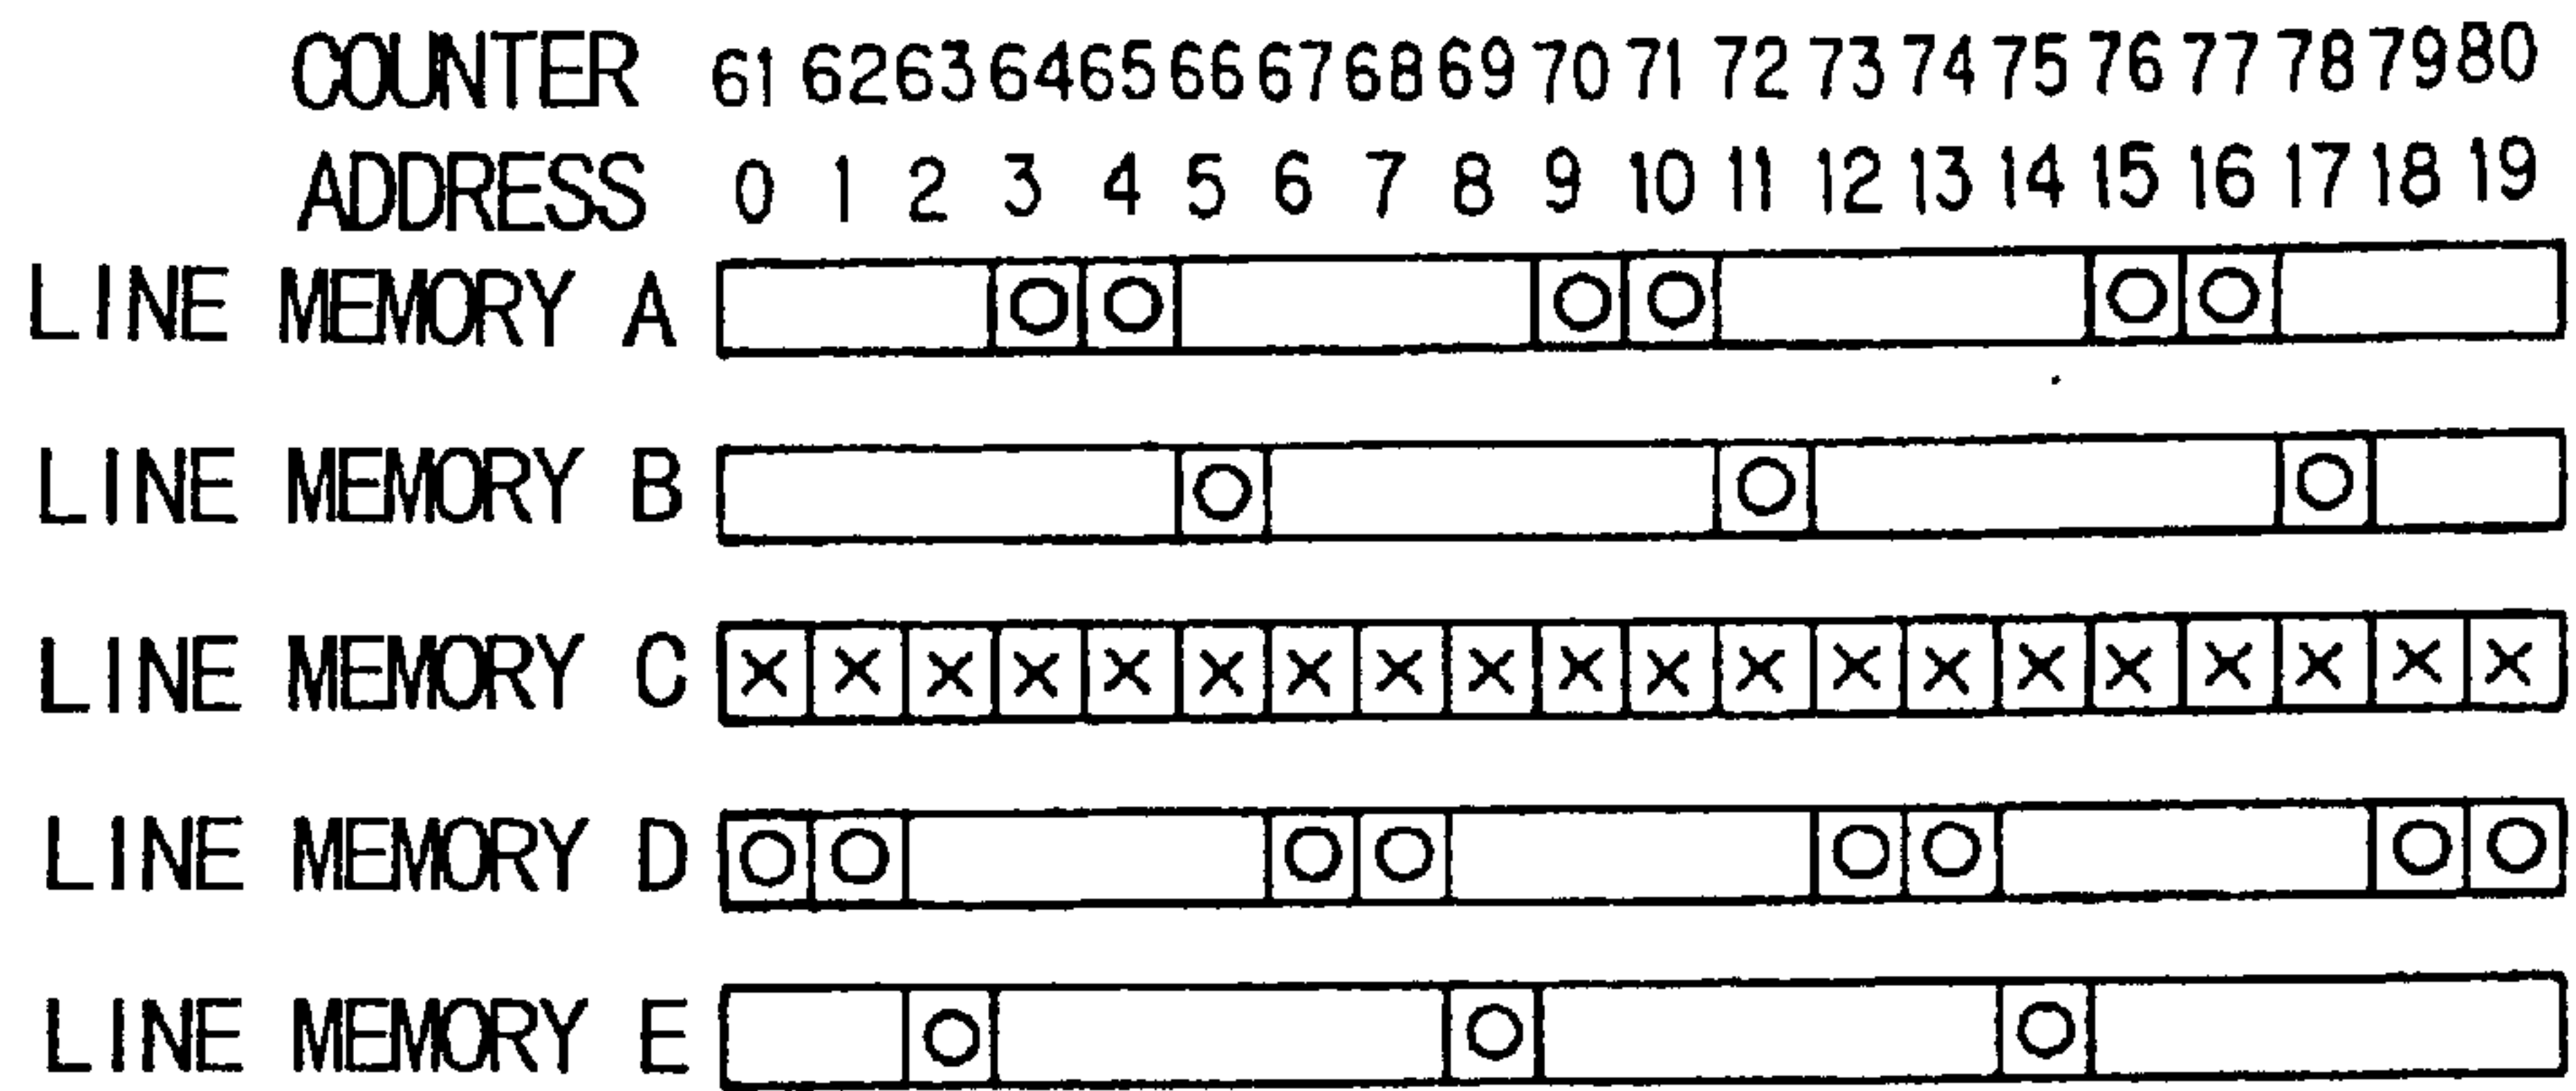 COUNTER 61 62 63 64 65 66 67 68 69 70 71 72 73 74 75 76 77 78 79 80
ADDRESS 0 1 2 3 4 5 6 7 8 9 10 11 12 13 14 15 16 17 18 19
LINE MEMORY A ○ ○ ○ ○ ○ ○
LINE MEMORY B ○ ○ ○
LINE MEMORY C × × × × × × × × × × × × × × × × × × × ×
LINE MEMORY D ○ ○ ○ ○ ○ ○ ○ ○
LINE MEMORY E ○ ○ ○